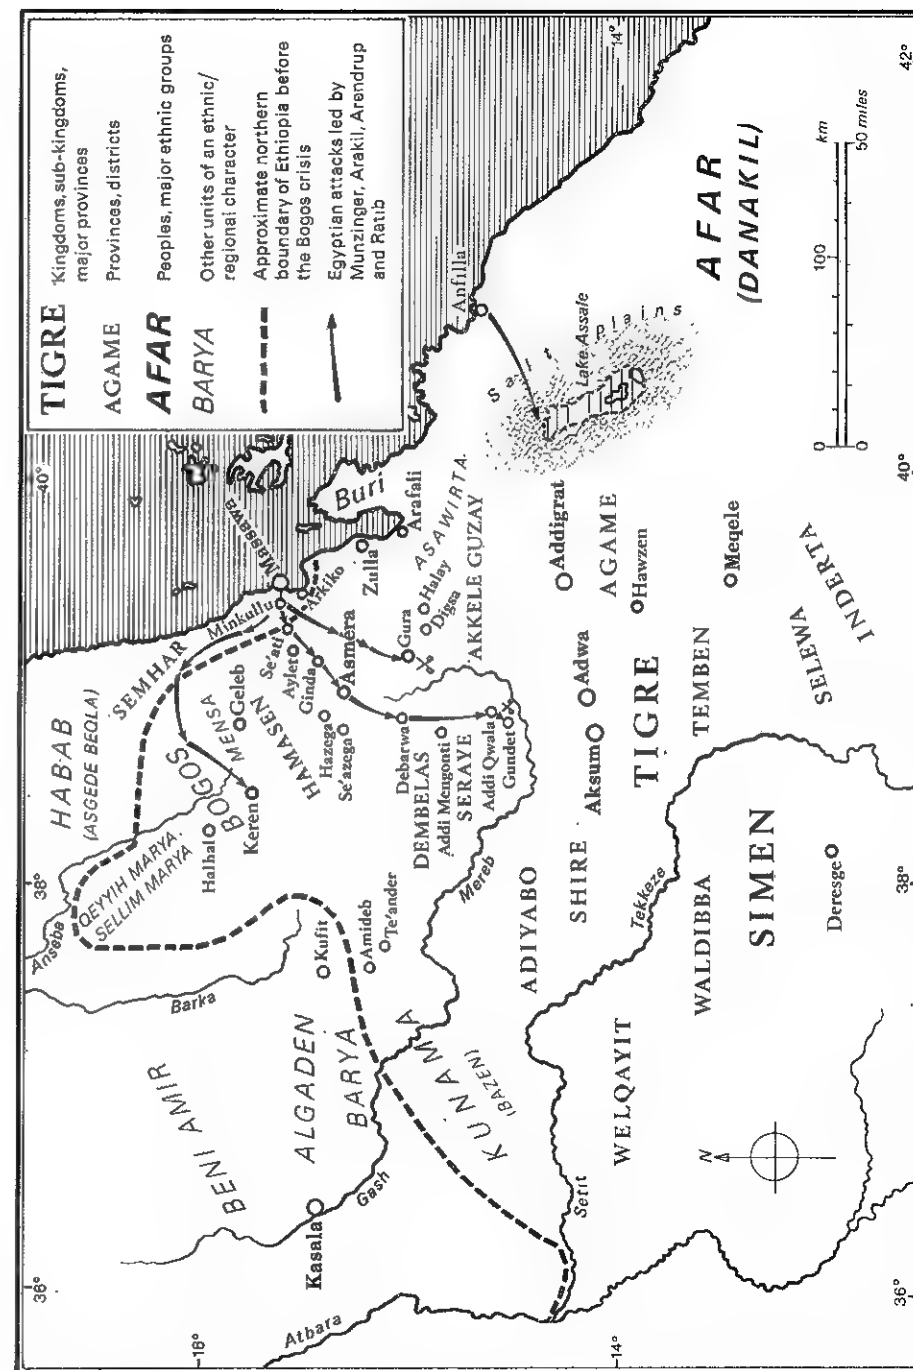 TIGRE
Kingdoms, sub-kingdoms,
major provinces
AGAME
Provinces, districts
AFAR
Peoples, major ethnic groups
BARYA
Other units of an ethnic/
regional character
Approximate northern
boundary of Ethiopia before
the Bogos crisis
Egyptian attacks led by
Munzinger, Arakil, Arendrup
and Ratib
36°
38°
40°
18°
14°
14°
42°
36°
38°
40°
Atbara
Kasala
Gash
BENI AMIR
ALGADEN
BARYA
Barka
Anseba
HABAB
(ASGEDE BEQLA)
QEYYIH MARYA
SELLIM MARYA
Halhal
BOGOS
Keren
MENSA
Geleb
SEMHAR
HAMASEN
Minkullu
Massawa
Arkiko
Se'ati
Aylet
Ginda
Asmera
Hazega
Se'azega
Kufit
Amideb
Te'ander
Debarwa
DEMBELAS
Addi Mengonti
SERAYE
Addi Qwala
Gundet
Gura
Digsa
Halay
ASAWIRTA
AKKELE GUZAY
Zulla
Arafali
Buri
Anfilla
Salt plains
Lake Assale
AFAR
(DANAKIL)
KUNAMA
(BAZEN)
Mereb
Setit
ADIYABO
SHIRE
Aksum
Adwa
Addigrat
AGAME
Hawzen
TIGRE
TEMBEN
Meqele
SELEWA
INDERTA
Tekkeze
WELQAYIT
WALDIBBA
SIMEN
Deresge
N
km
0
100
0
50 miles